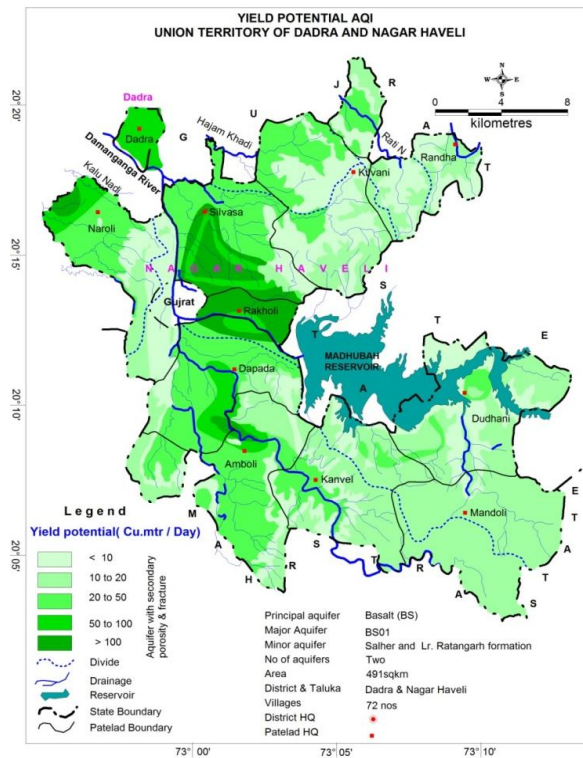 YIELD POTENTIAL AQI
UNION TERRITORY OF DADRA AND NAGAR HAVELI
N
W E
S
0 4 8
kilometres
20° 20'
20° 15'
20° 10'
20° 05'
Dadra
Dadra
G U J R A T
Hajam Khadi
Rati N
Randha
Damanganga River
Kalu Nadi
Kilvani
Silvasa
Naroli
N A G A R H A V E L I
Gujrat
Rakholi
S T A T E
MADHUBAH
RESERVOIR
Dapada
Dudhani
Amboli
Kanvel
Mandoli
M A H R S T R A
S T A T E
Legend
Yield potential( Cu.mtr / Day)
< 10
10 to 20
20 to 50
50 to 100
> 100
Aquifer with secondary
porosity & fracture
Divide
Drainage
Reservoir
State Boundary
Patelad Boundary
Principal aquifer Basalt (BS)
Major Aquifer BS01
Minor aquifer Salher and Lr. Ratangarh formation
No of aquifers Two
Area 491sqkm
District & Taluka Dadra & Nagar Haveli
Villages 72 nos
District HQ
Patelad HQ
73° 00' 73° 05' 73° 10'